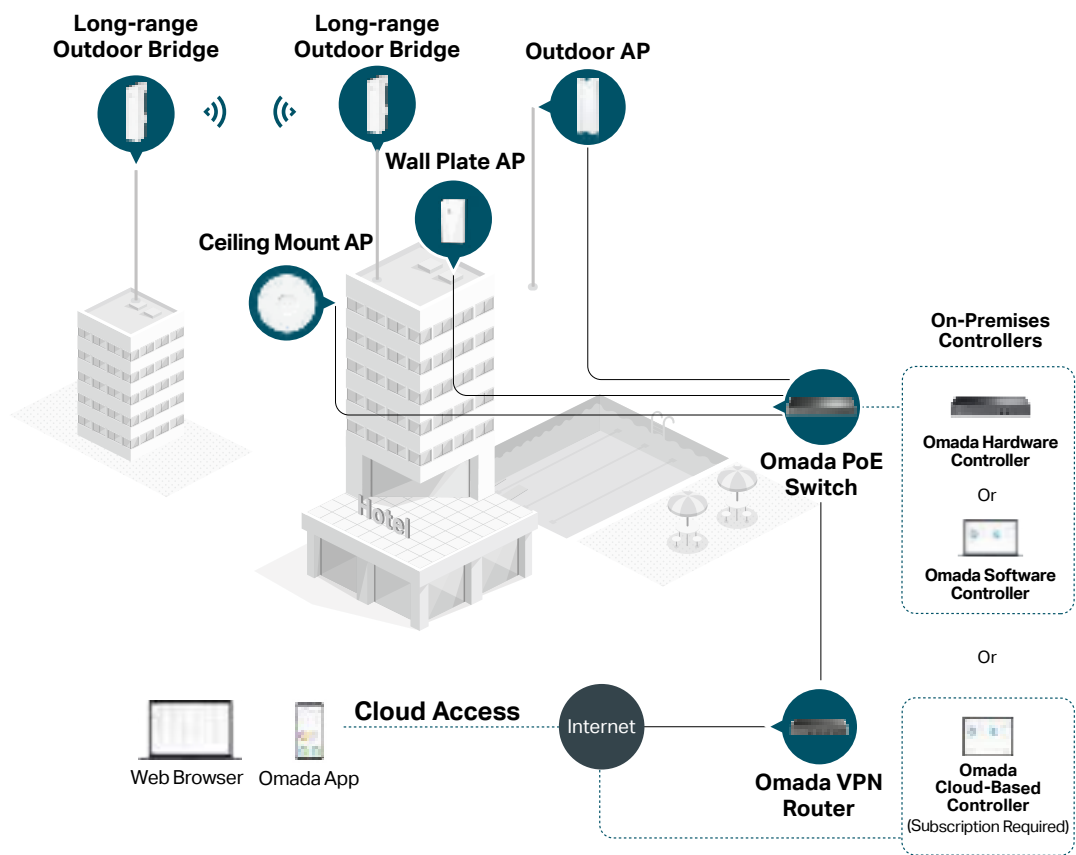 Long-range
Outdoor Bridge
Long-range
Outdoor Bridge
Outdoor AP
Wall Plate AP
Ceiling Mount AP
On-Premises
Controllers
Omada Hardware
Controller
Or
Omada Software
Controller
Omada PoE
Switch
Hotel
Or
Cloud Access
Internet
Web Browser
Omada App
Omada VPN
Router
Omada
Cloud-Based
Controller
(Subscription Required)